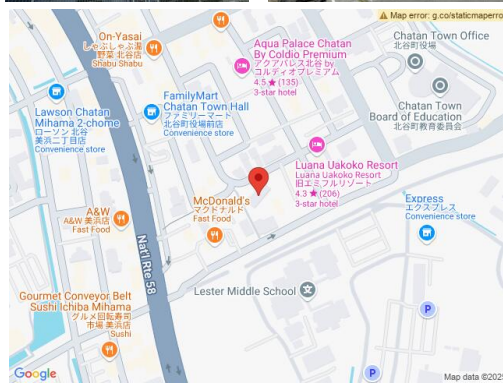 Map error: g.co/staticmaperro
On-Yasai
しゃぶしゃぶ温
野菜 北谷店
Shabu Shabu
Aqua Palace Chatan
By Coldio Premium
アクアパレス北谷 by
コルディオプレミアム
4.5 ★ (135)
3-star hotel
Chatan Town Office
北谷町役場
Chatan Town
Board of Education
北谷町教育委員会
Lawson Chatan
Mihama 2-chome
ローソン 北谷
美浜二丁目店
Convenience store
FamilyMart
Chatan Town Hall
ファミリーマート
北谷町役場前店
Convenience store
Luana Uakoko Resort
Luana Uakoko Resort
旧エミフルリゾート
4.3 ★ (206)
3-star hotel
McDonald's
マクドナルド
Fast Food
A&W
A&W 美浜店
Fast Food
Nat'l Rte 58
Express
エクスプレス
Convenience store
Lester Middle School
Gourmet Conveyor Belt
Sushi Ichiba Mihama
グルメ回転寿司
市場 美浜店
Sushi
P
P
Google
Map data ©202